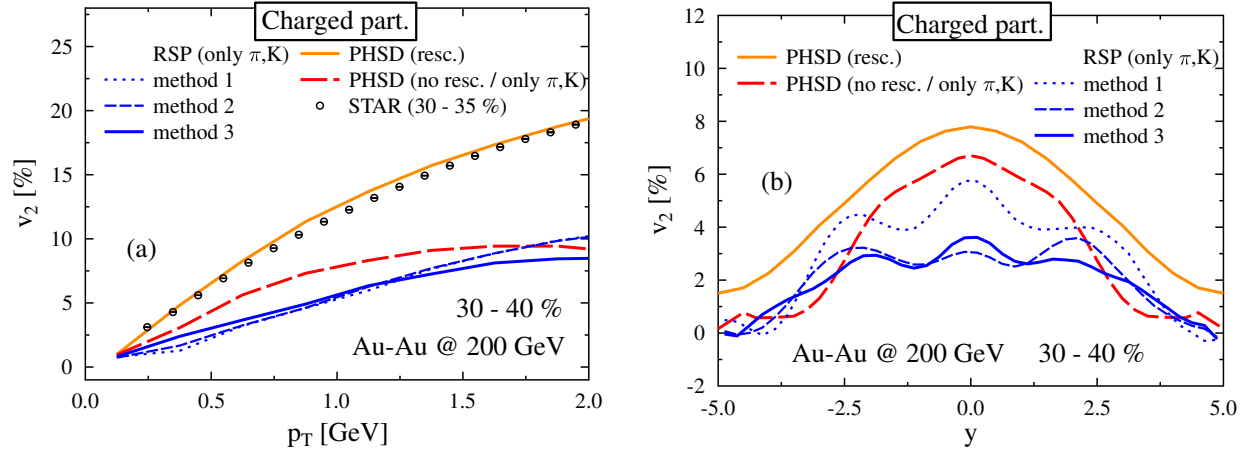 Charged part.
RSP (only π,K)
method 1
method 2
method 3
PHSD (resc.)
PHSD (no resc. / only π,K)
STAR (30 - 35 %)
v2 [%]
25
20
15
10
5
0
(a)
30 - 40 %
Au-Au @ 200 GeV
0.0 0.5 1.0 1.5 2.0
pT [GeV]
Charged part.
PHSD (resc.)
PHSD (no resc. / only π,K)
RSP (only π,K)
method 1
method 2
method 3
v2 [%]
12
10
8
6
4
2
0
-2
(b)
Au-Au @ 200 GeV 30 - 40 %
-5.0 -2.5 0.0 2.5 5.0
y